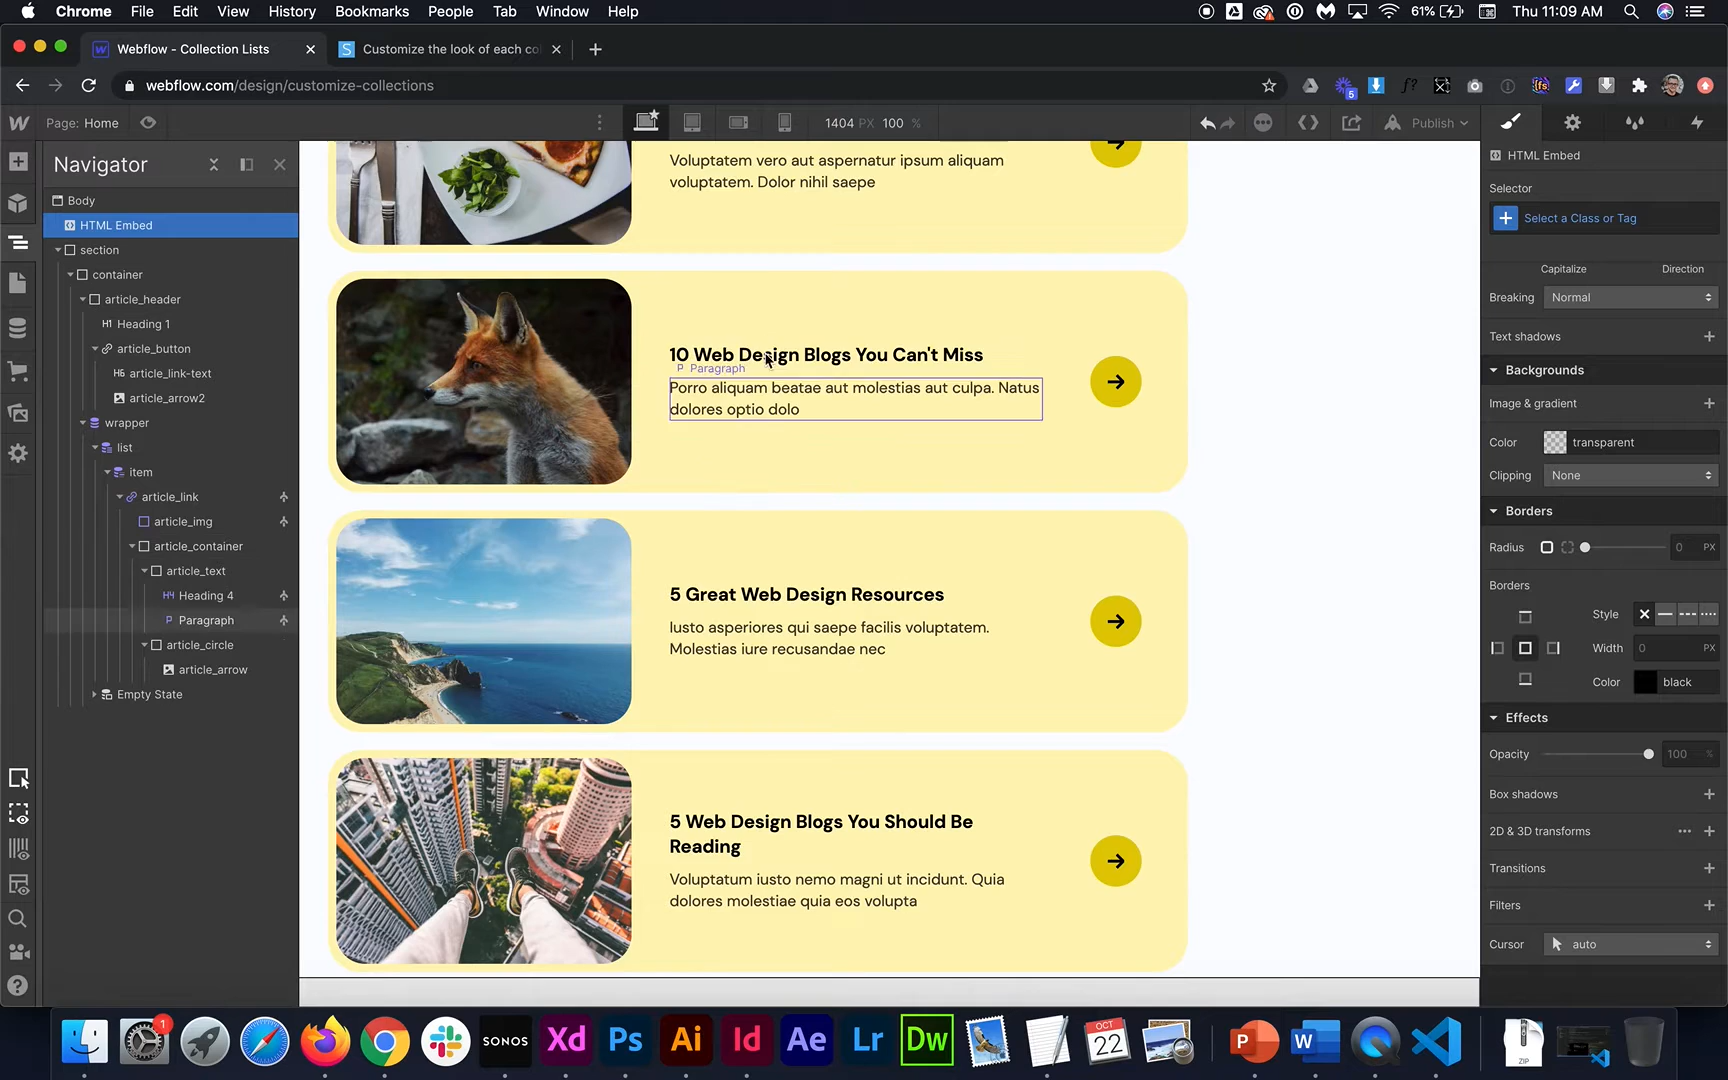 Chrome File Edit View History Bookmarks People Tab Window Help 61% Thu 11:09 AM
Webflow - Collection Lists
Customize the look of each co
webflow.com/design/customize-collections
5
Page: Home
1404 PX 100 %
Publish
Navigator
Body
HTML Embed
section
container
article_header
H1 Heading 1
article_button
H6 article_link-text
article_arrow2
wrapper
list
item
article_link
article_img
article_container
article_text
H4 Heading 4
P Paragraph
article_circle
article_arrow
Empty State
Voluptatem vero aut aspernatur ipsum aliquam
voluptatem. Dolor nihil saepe
10 Web Design Blogs You Can't Miss
P Paragraph
Porro aliquam beatae aut molestias aut culpa. Natus
dolores optio dolo
5 Great Web Design Resources
Iusto asperiores qui saepe facilis voluptatem.
Molestias iure recusandae nec
5 Web Design Blogs You Should Be
Reading
Voluptatum iusto nemo magni ut incidunt. Quia
dolores molestiae quia eos volupta
HTML Embed
Selector
Select a Class or Tag
Capitalize Direction
Breaking Normal
Text shadows
Backgrounds
Image & gradient
Color transparent
Clipping None
Borders
Radius 0 PX
Borders
Style
Width 0 PX
Color black
Effects
Opacity 100 %
Box shadows
2D & 3D transforms
Transitions
Filters
Cursor auto
1
SONOS
Xd Ps Ai Id Ae Lr Dw
OCT
22
P W
ZIP